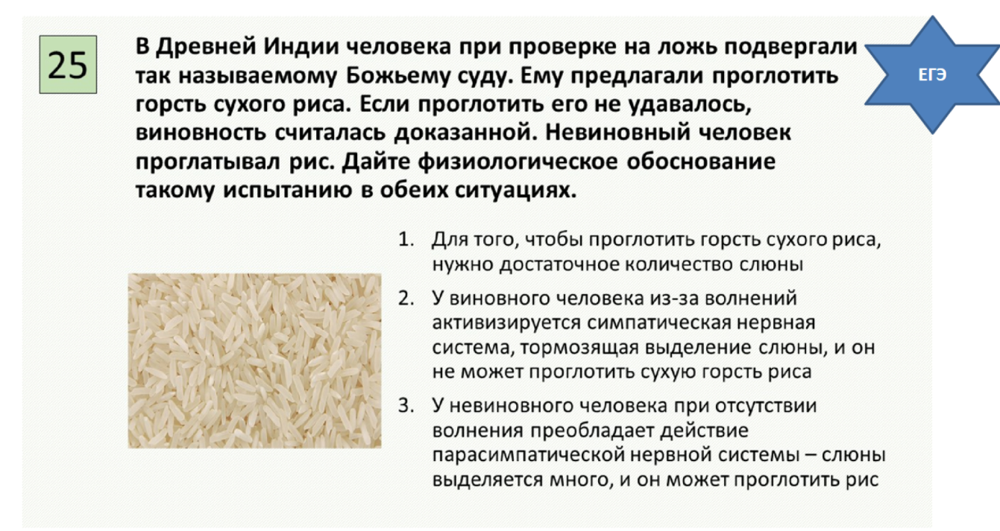 25
В Древней Индии человека при проверке на ложь подвергали
так называемому Божьему суду. Ему предлагали проглотить
горсть сухого риса. Если проглотить его не удавалось,
виновность считалась доказанной. Невиновный человек
проглатывал рис. Дайте физиологическое обоснование
такому испытанию в обеих ситуациях.
ЕГЭ
1. Для того, чтобы проглотить горсть сухого риса,
нужно достаточное количество слюны
2. У виновного человека из-за волнений
активизируется симпатическая нервная
система, тормозящая выделение слюны, и он
не может проглотить сухую горсть риса
3. У невиновного человека при отсутствии
волнения преобладает действие
парасимпатической нервной системы – слюны
выделяется много, и он может проглотить рис